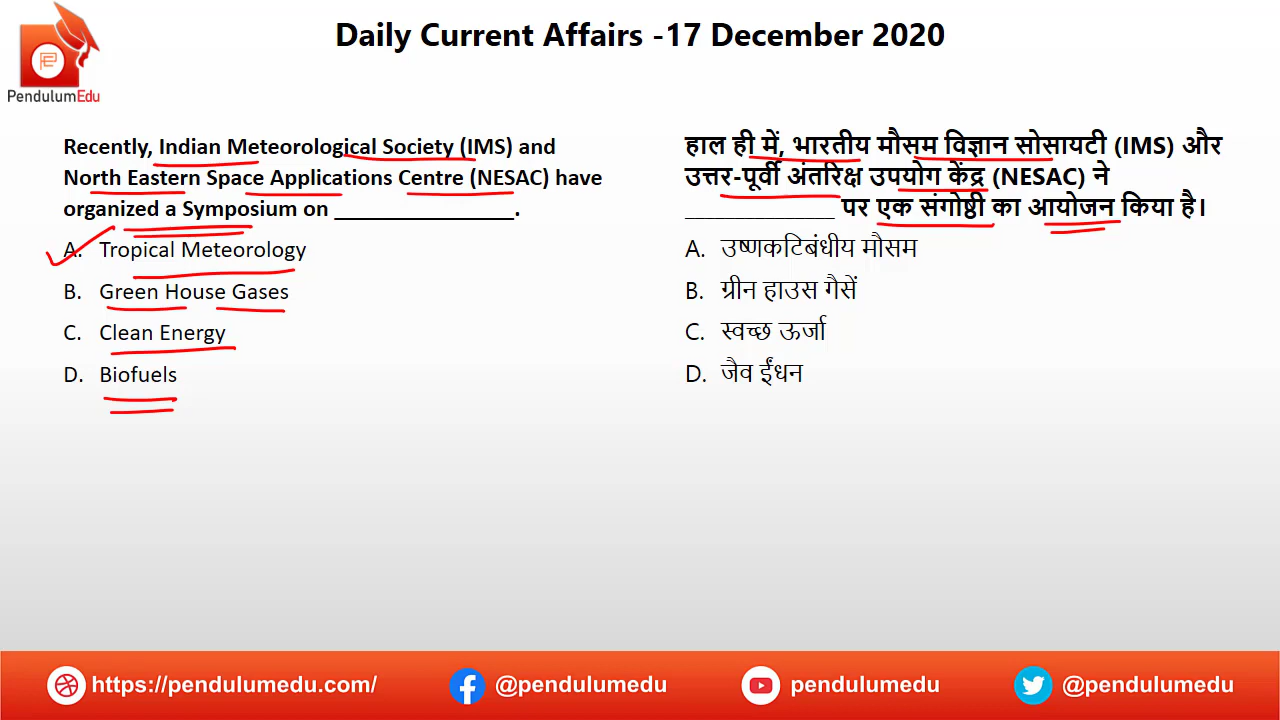 PendulumEdu
Daily Current Affairs -17 December 2020
Recently, Indian Meteorological Society (IMS) and
North Eastern Space Applications Centre (NESAC) have
organized a Symposium on _______________.
A. Tropical Meteorology
B. Green House Gases
C. Clean Energy
D. Biofuels
हाल ही में, भारतीय मौसम विज्ञान सोसायटी (IMS) और
उत्तर-पूर्वी अंतरिक्ष उपयोग केंद्र (NESAC) ने
_____________ पर एक संगोष्ठी का आयोजन किया है।
A. उष्णकटिबंधीय मौसम
B. ग्रीन हाउस गैसें
C. स्वच्छ ऊर्जा
D. जैव ईंधन
https://pendulumedu.com/
@pendulumedu
pendulumedu
@pendulumedu